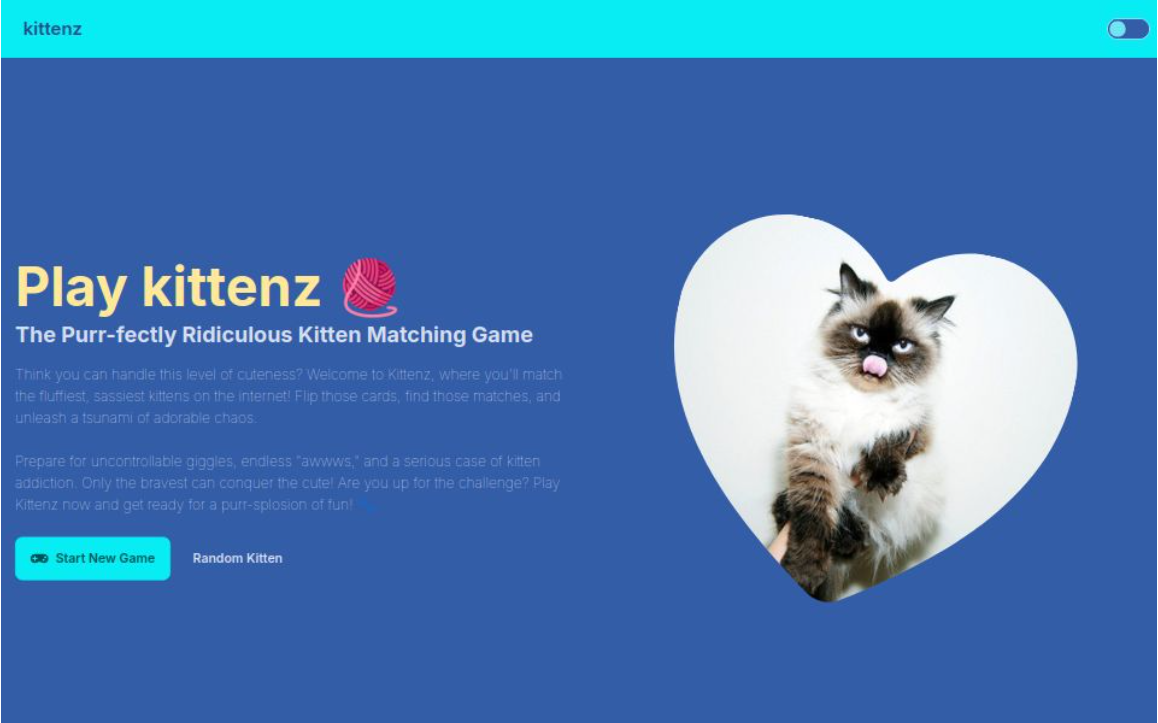 kittenz
Play kittenz 🧶
The Purr-fectly Ridiculous Kitten Matching Game
Think you can handle this level of cuteness? Welcome to Kittenz, where you'll match
the fluffiest, sassiest kittens on the internet! Flip those cards, find those matches, and
unleash a tsunami of adorable chaos.
Prepare for uncontrollable giggles, endless "awwws," and a serious case of kitten
addiction. Only the bravest can conquer the cute! Are you up for the challenge? Play
Kittenz now and get ready for a purr-splosion of fun! 🐾
Start New Game
Random Kitten